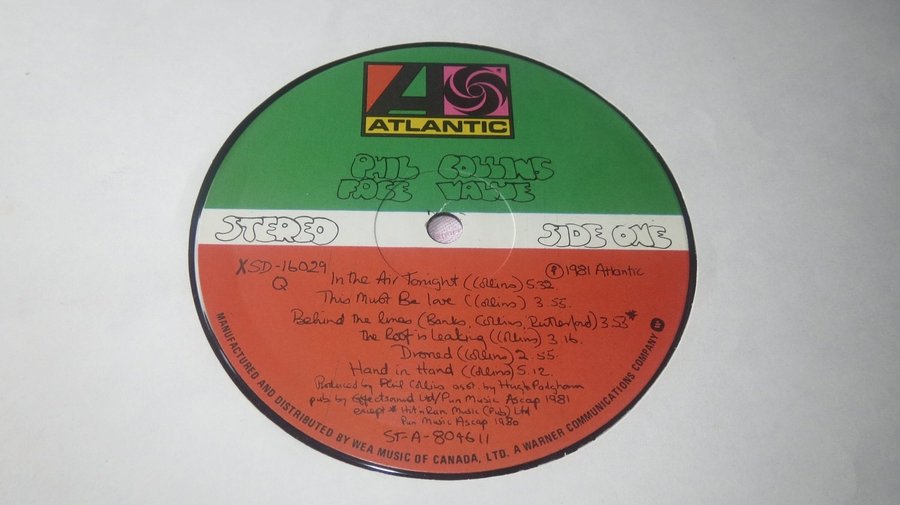 ATLANTIC
PHIL COLLINS
FACE VALUE
STEREO
SIDE ONE
XSD-16029
Q
℗ 1981 Atlantic
In the Air Tonight (Collins) 5.32
This Must Be love (Collins) 3.55
Behind the lines (Banks, Collins, Rutherford) 3.53*
The Roof is Leaking (Collins) 3.16
Droned (Collins) 2.55
Hand in Hand (Collins) 5.12
Produced by Phil Collins asst. by Hugh Padgham
pub by Effectsound Ltd/Pun Music Ascap 1981
except * Hit n Run Music (Pub) Ltd
Pun Music Ascap 1980
ST-A-804611
MANUFACTURED AND DISTRIBUTED BY WEA MUSIC OF CANADA, LTD. A WARNER COMMUNICATIONS COMPANY